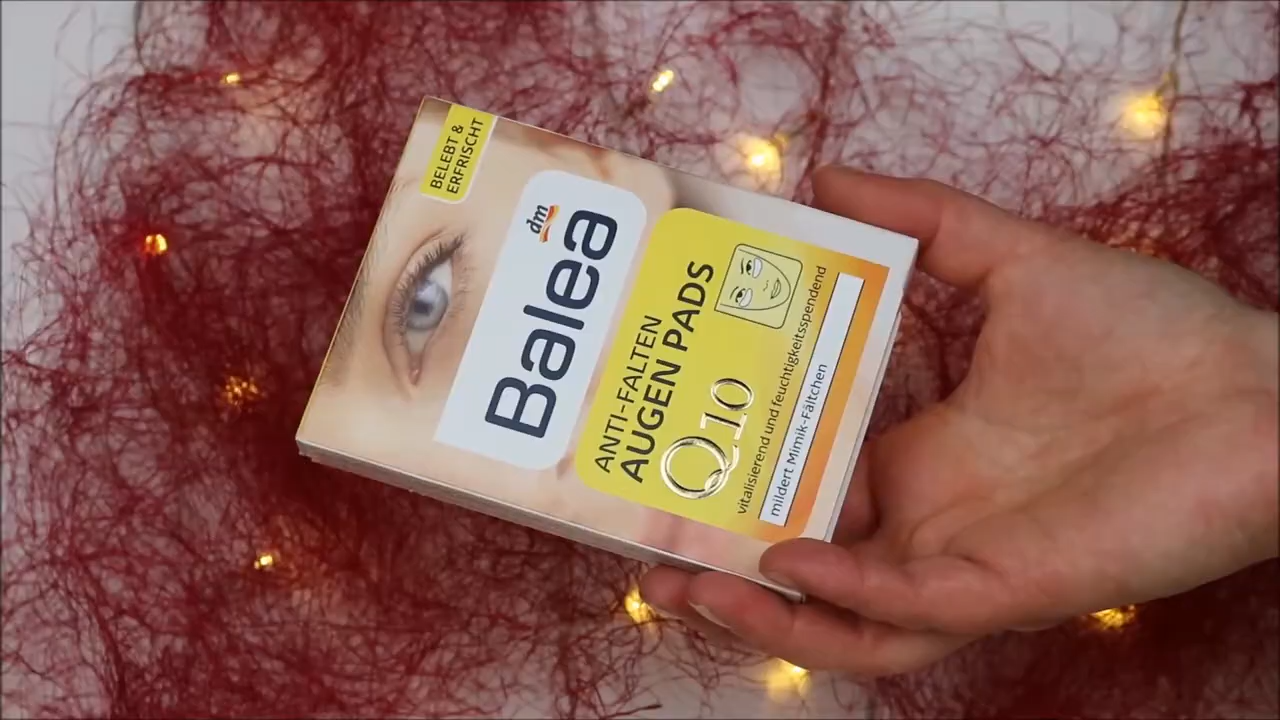 BELEBT &
ERFRISCHT
dm
Balea
ANTI-FALTEN
AUGEN PADS
Q10
vitalisierend und feuchtigkeitsspendend
mildert Mimik-Fältchen